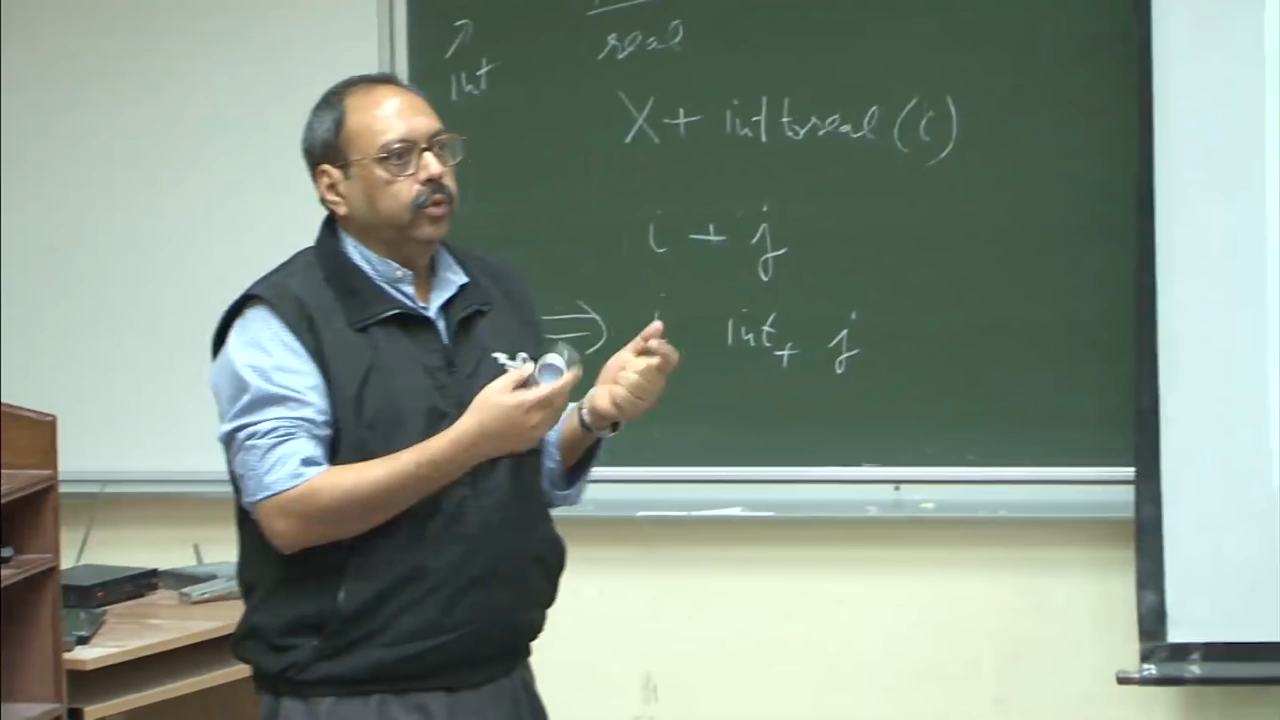 real
↗
int
X + inttoreal(i)
i + j
⇒ i int+ j